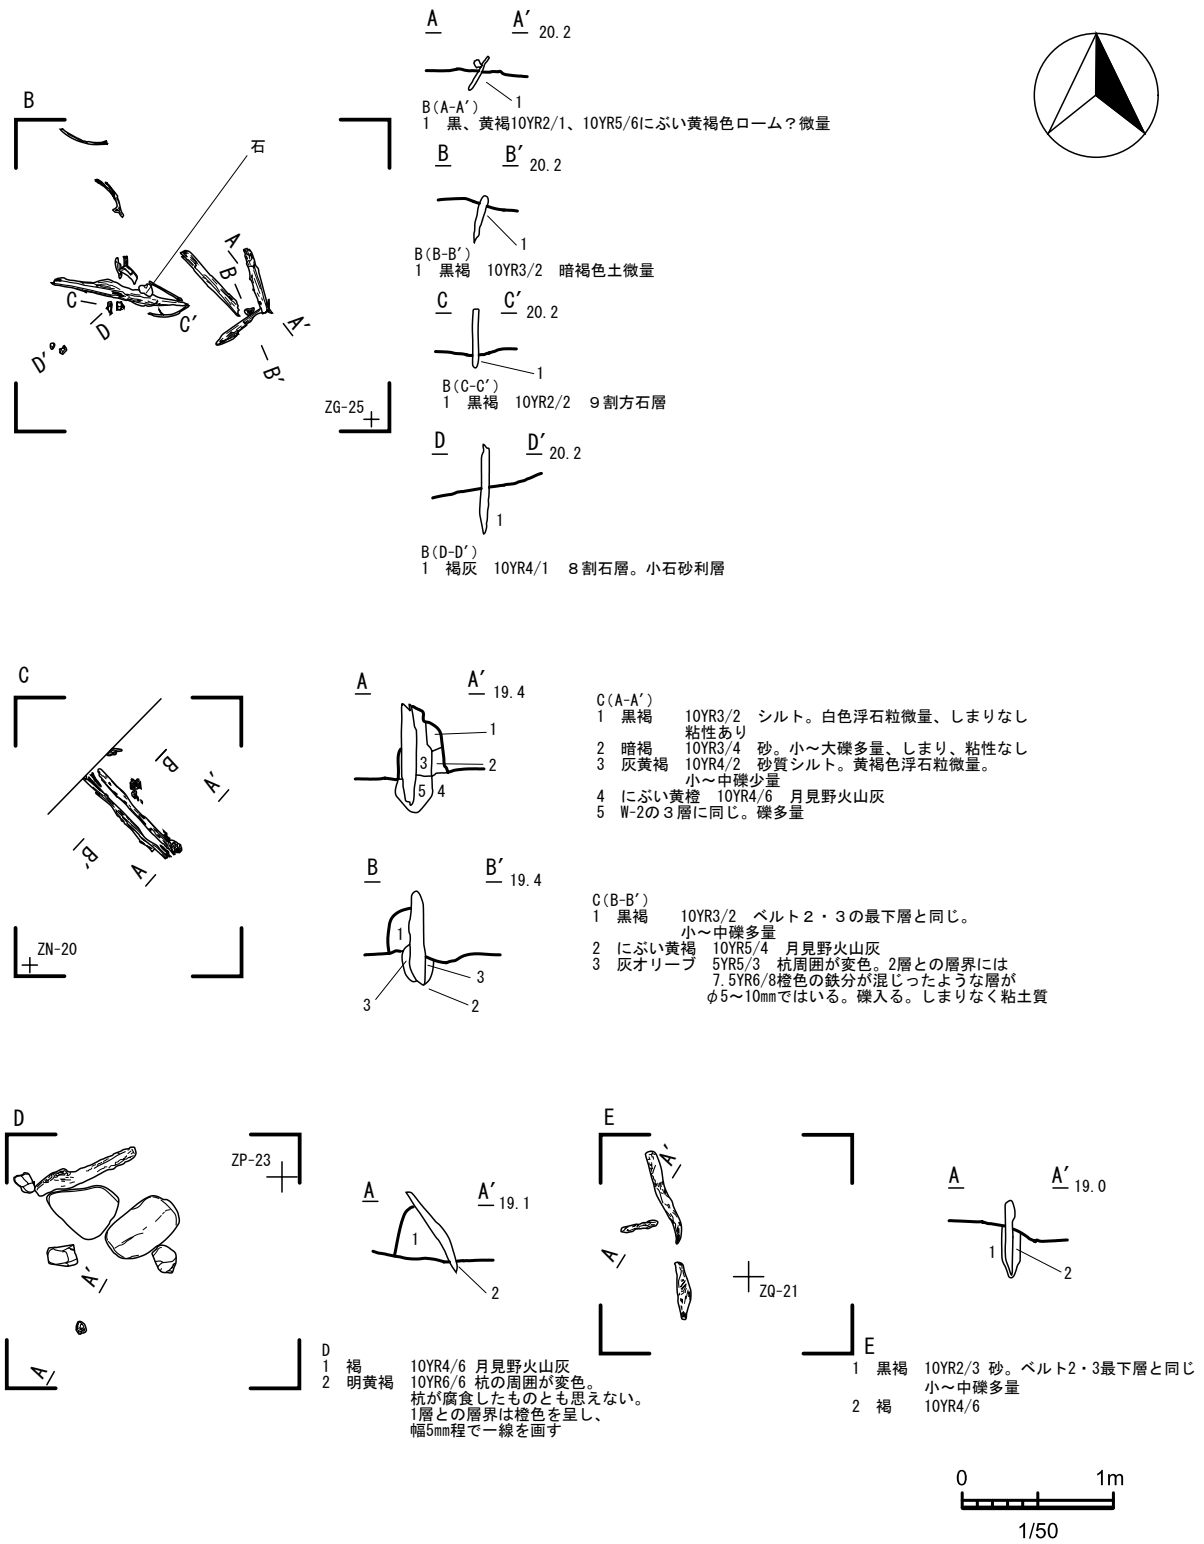 B
石
A
B
C
D
C'
A'
D'
B'
ZG-25
A A' 20.2
1
B(A-A')
1 黒、黄褐10YR2/1、10YR5/6にぶい黄褐色ローム？微量
B B' 20.2
1
B(B-B')
1 黒褐 10YR3/2 暗褐色土微量
C C' 20.2
1
B(C-C')
1 黒褐 10YR2/2 ９割方石層
D D' 20.2
1
B(D-D')
1 褐灰 10YR4/1 ８割石層。小石砂利層
C
B
A'
B'
A
ZN-20
A A' 19.4
1
2
3
5 4
C(A-A')
1 黒褐 10YR3/2 シルト。白色浮石粒微量、しまりなし
粘性あり
2 暗褐 10YR3/4 砂。小～大礫多量、しまり、粘性なし
3 灰黄褐 10YR4/2 砂質シルト。黄褐色浮石粒微量。
小～中礫少量
4 にぶい黄橙 10YR4/6 月見野火山灰
5 W-2の３層に同じ。礫多量
B B' 19.4
1
3
3 2
C(B-B')
1 黒褐 10YR3/2 ベルト２・３の最下層と同じ。
小～中礫多量
2 にぶい黄褐 10YR5/4 月見野火山灰
3 灰オリーブ 5YR5/3 杭周囲が変色。2層との層界には
7.5YR6/8橙色の鉄分が混じったような層が
φ5～10㎜ではいる。礫入る。しまりなく粘土質
D
ZP-23
A'
A
A A' 19.1
1
2
D
1 褐 10YR4/6 月見野火山灰
2 明黄褐 10YR6/6 杭の周囲が変色。
杭が腐食したものとも思えない。
1層との層界は橙色を呈し、
幅5㎜程で一線を画す
E
A'
A
ZQ-21
A A' 19.0
1 2
E
1 黒褐 10YR2/3 砂。ベルト2・3最下層と同じ
小～中礫多量
2 褐 10YR4/6
0 1m
1/50